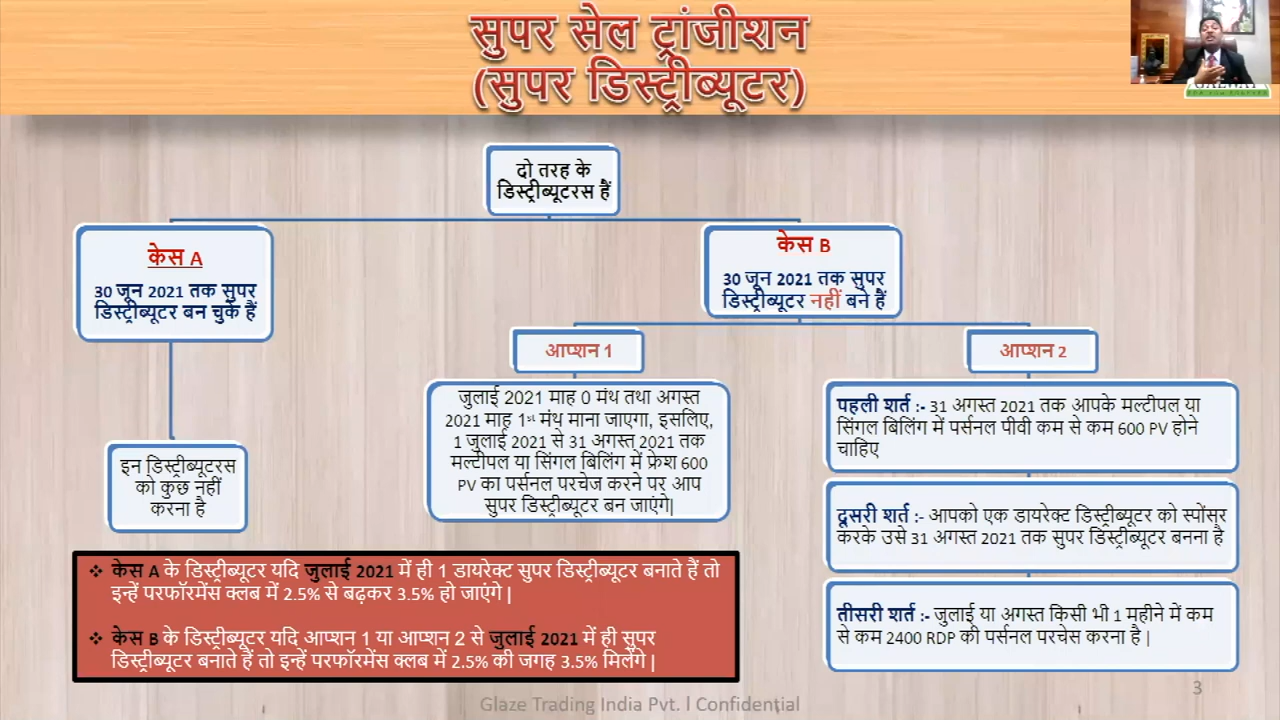 सुपर सेल ट्रांजीशन
(सुपर डिस्ट्रीब्यूटर)
GALWAY
दो तरह के
डिस्ट्रीब्यूटरस हैं
केस A
30 जून 2021 तक सुपर
डिस्ट्रीब्यूटर बन चुके हैं
इन डिस्ट्रीब्यूटरस
को कुछ नहीं
करना है
केस B
30 जून 2021 तक सुपर
डिस्ट्रीब्यूटर नहीं बने हैं
आप्शन 1
जुलाई 2021 माह 0 मंथ तथा अगस्त
2021 माह 1st मंथ माना जाएगा, इसलिए,
1 जुलाई 2021 से 31 अगस्त 2021 तक
मल्टीपल या सिंगल बिलिंग में फ्रेश 600
PV का पर्सनल परचेज करने पर आप
सुपर डिस्ट्रीब्यूटर बन जाएंगे|
आप्शन 2
पहली शर्त :- 31 अगस्त 2021 तक आपके मल्टीपल या
सिंगल बिलिंग में पर्सनल पीवी कम से कम 600 PV होने
चाहिए
दूसरी शर्त :- आपको एक डायरेक्ट डिस्ट्रीब्यूटर को स्पोंसर
करके उसे 31 अगस्त 2021 तक सुपर डिस्ट्रीब्यूटर बनना है
तीसरी शर्त :- जुलाई या अगस्त किसी भी 1 महीने में कम
से कम 2400 RDP की पर्सनल परचेस करना है |
❖ केस A के डिस्ट्रीब्यूटर यदि जुलाई 2021 में ही 1 डायरेक्ट सुपर डिस्ट्रीब्यूटर बनाते हैं तो
इन्हें परफॉरमेंस क्लब में 2.5% से बढ़कर 3.5% हो जाएंगे |
❖ केस B के डिस्ट्रीब्यूटर यदि आप्शन 1 या आप्शन 2 से जुलाई 2021 में ही सुपर
डिस्ट्रीब्यूटर बनाते हैं तो इन्हें परफॉरमेंस क्लब में 2.5% की जगह 3.5% मिलेंगे |
3
Glaze Trading India Pvt. l Confidential